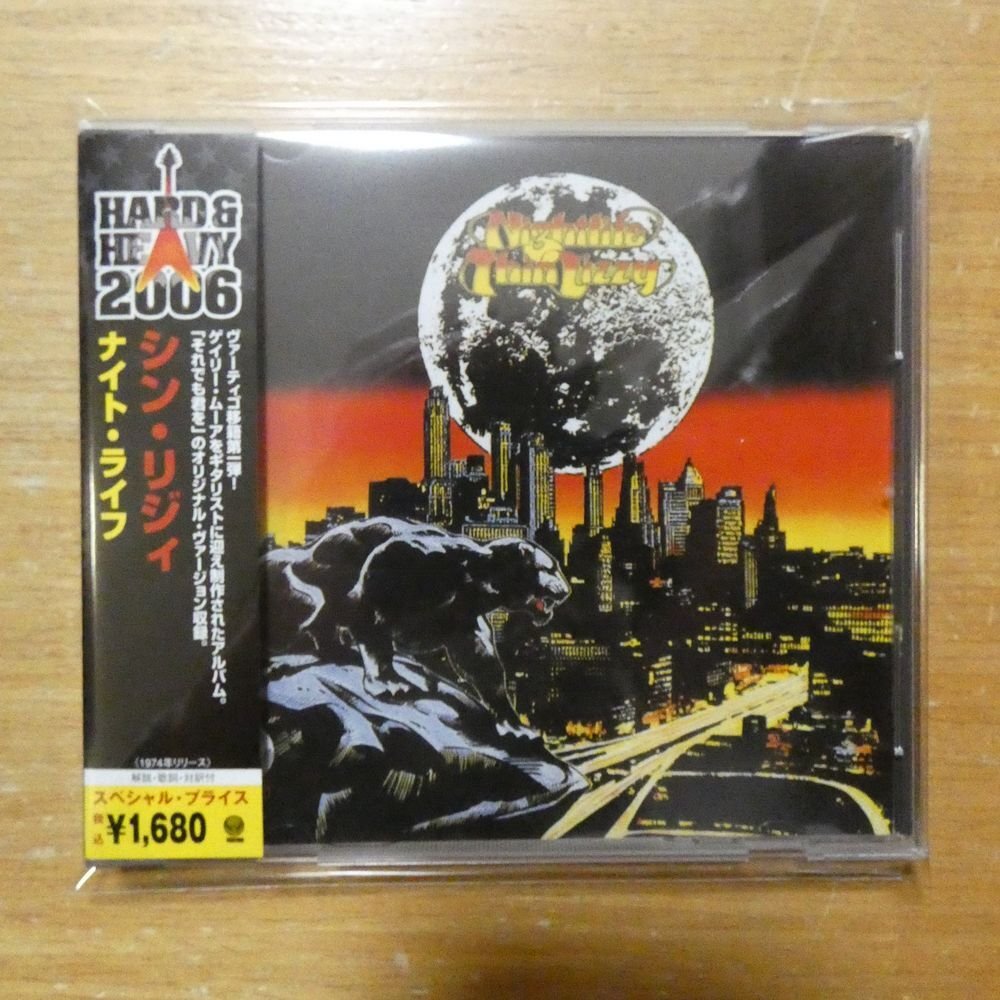 HARD &
HEAVY
2006
シン・リジィ
ナイト・ライフ
ヴァーティゴ移籍第一弾!
ゲイリー・ムーアをギタリストに迎え制作されたアルバム。
「それでも君を」のオリジナル・ヴァージョン収録。
《1974年リリース》
解説・歌詞・対訳付
スペシャル・プライス
税込
¥1,680
Nightlife
Thin Lizzy